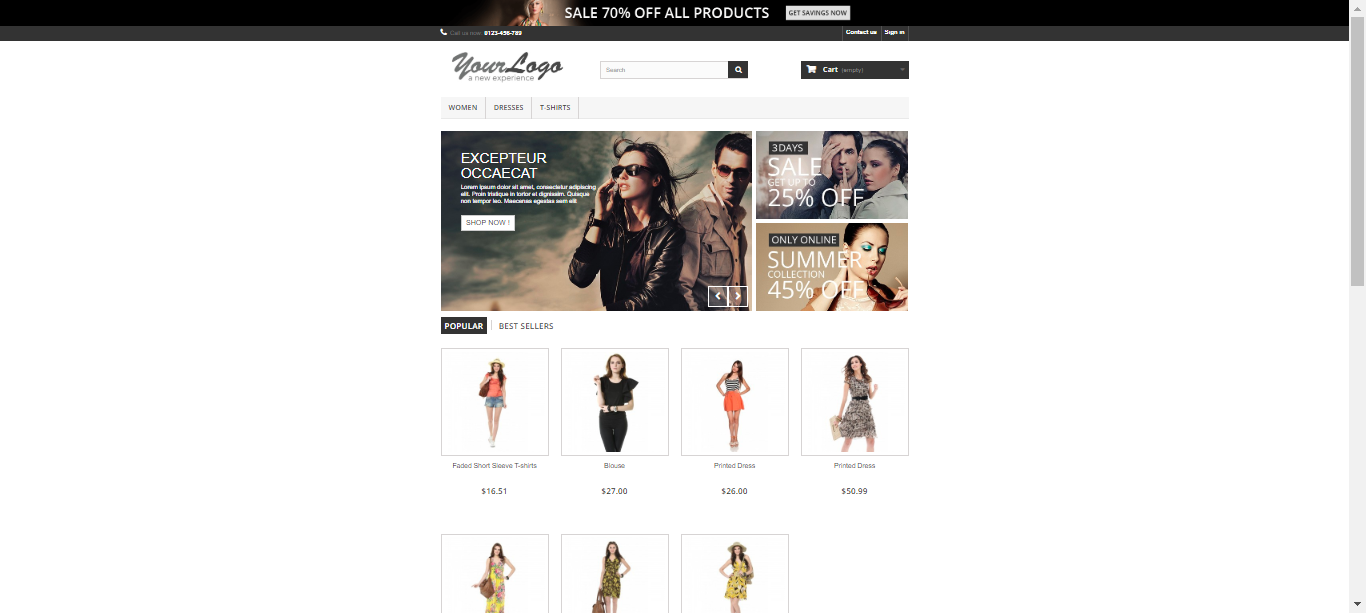 SALE 70% OFF ALL PRODUCTS
GET SAVINGS NOW
Call us now: 0123-456-789
Contact us
Sign in
YourLogo
a new experience
Search
Cart (empty)
WOMEN
DRESSES
T-SHIRTS
EXCEPTEUR
OCCAECAT
Lorem ipsum dolor sit amet, consectetur adipiscing
elit. Proin tristique in tortor et dignissim. Quisque
non tempor leo. Maecenas egestas sem elit
SHOP NOW !
3DAYS
SALE
GET UP TO
25% OFF
ONLY ONLINE
SUMMER
COLLECTION
45% OFF
POPULAR
BEST SELLERS
Faded Short Sleeve T-shirts
Blouse
Printed Dress
Printed Dress
$16.51
$27.00
$26.00
$50.99